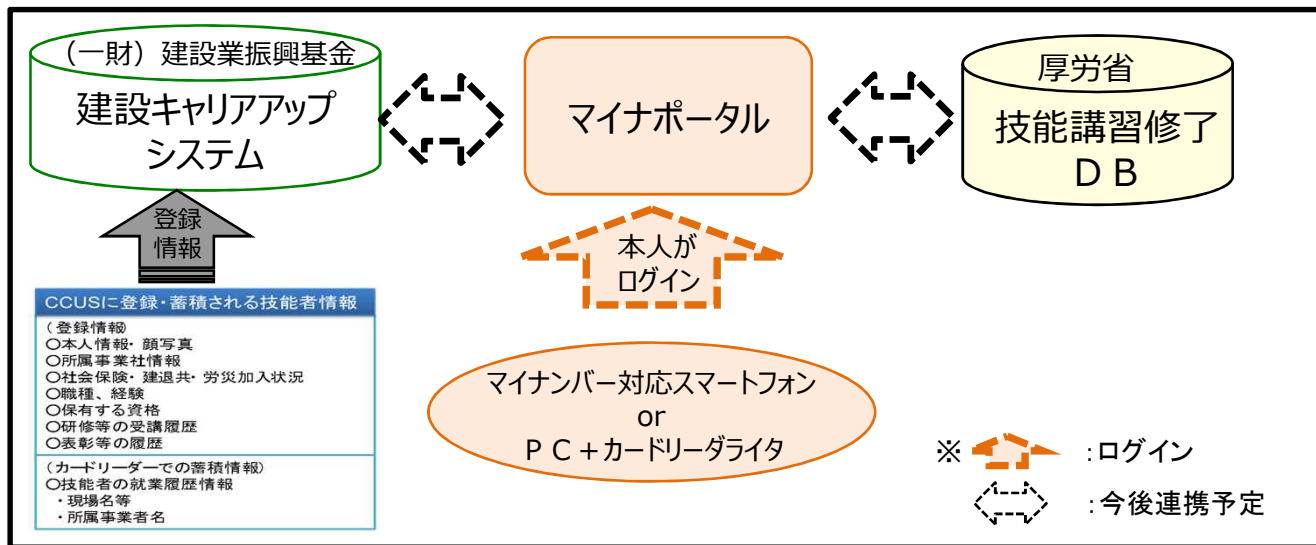 （一財）建設業振興基金
建設キャリアアップ
システム
マイナポータル
厚労省
技能講習修了
ＤＢ
登録
情報
本人が
ログイン
CCUSに登録・蓄積される技能者情報
（登録情報）
○本人情報・顔写真
○所属事業社情報
○社会保険・建退共・労災加入状況
○職種、経験
○保有する資格
○研修等の受講履歴
○表彰等の履歴
（カードリーダーでの蓄積情報）
○技能者の就業履歴情報
・現場名等
・所属事業者名
マイナンバー対応スマートフォン
or
ＰＣ＋カードリーダライタ
※ ：ログイン
：今後連携予定